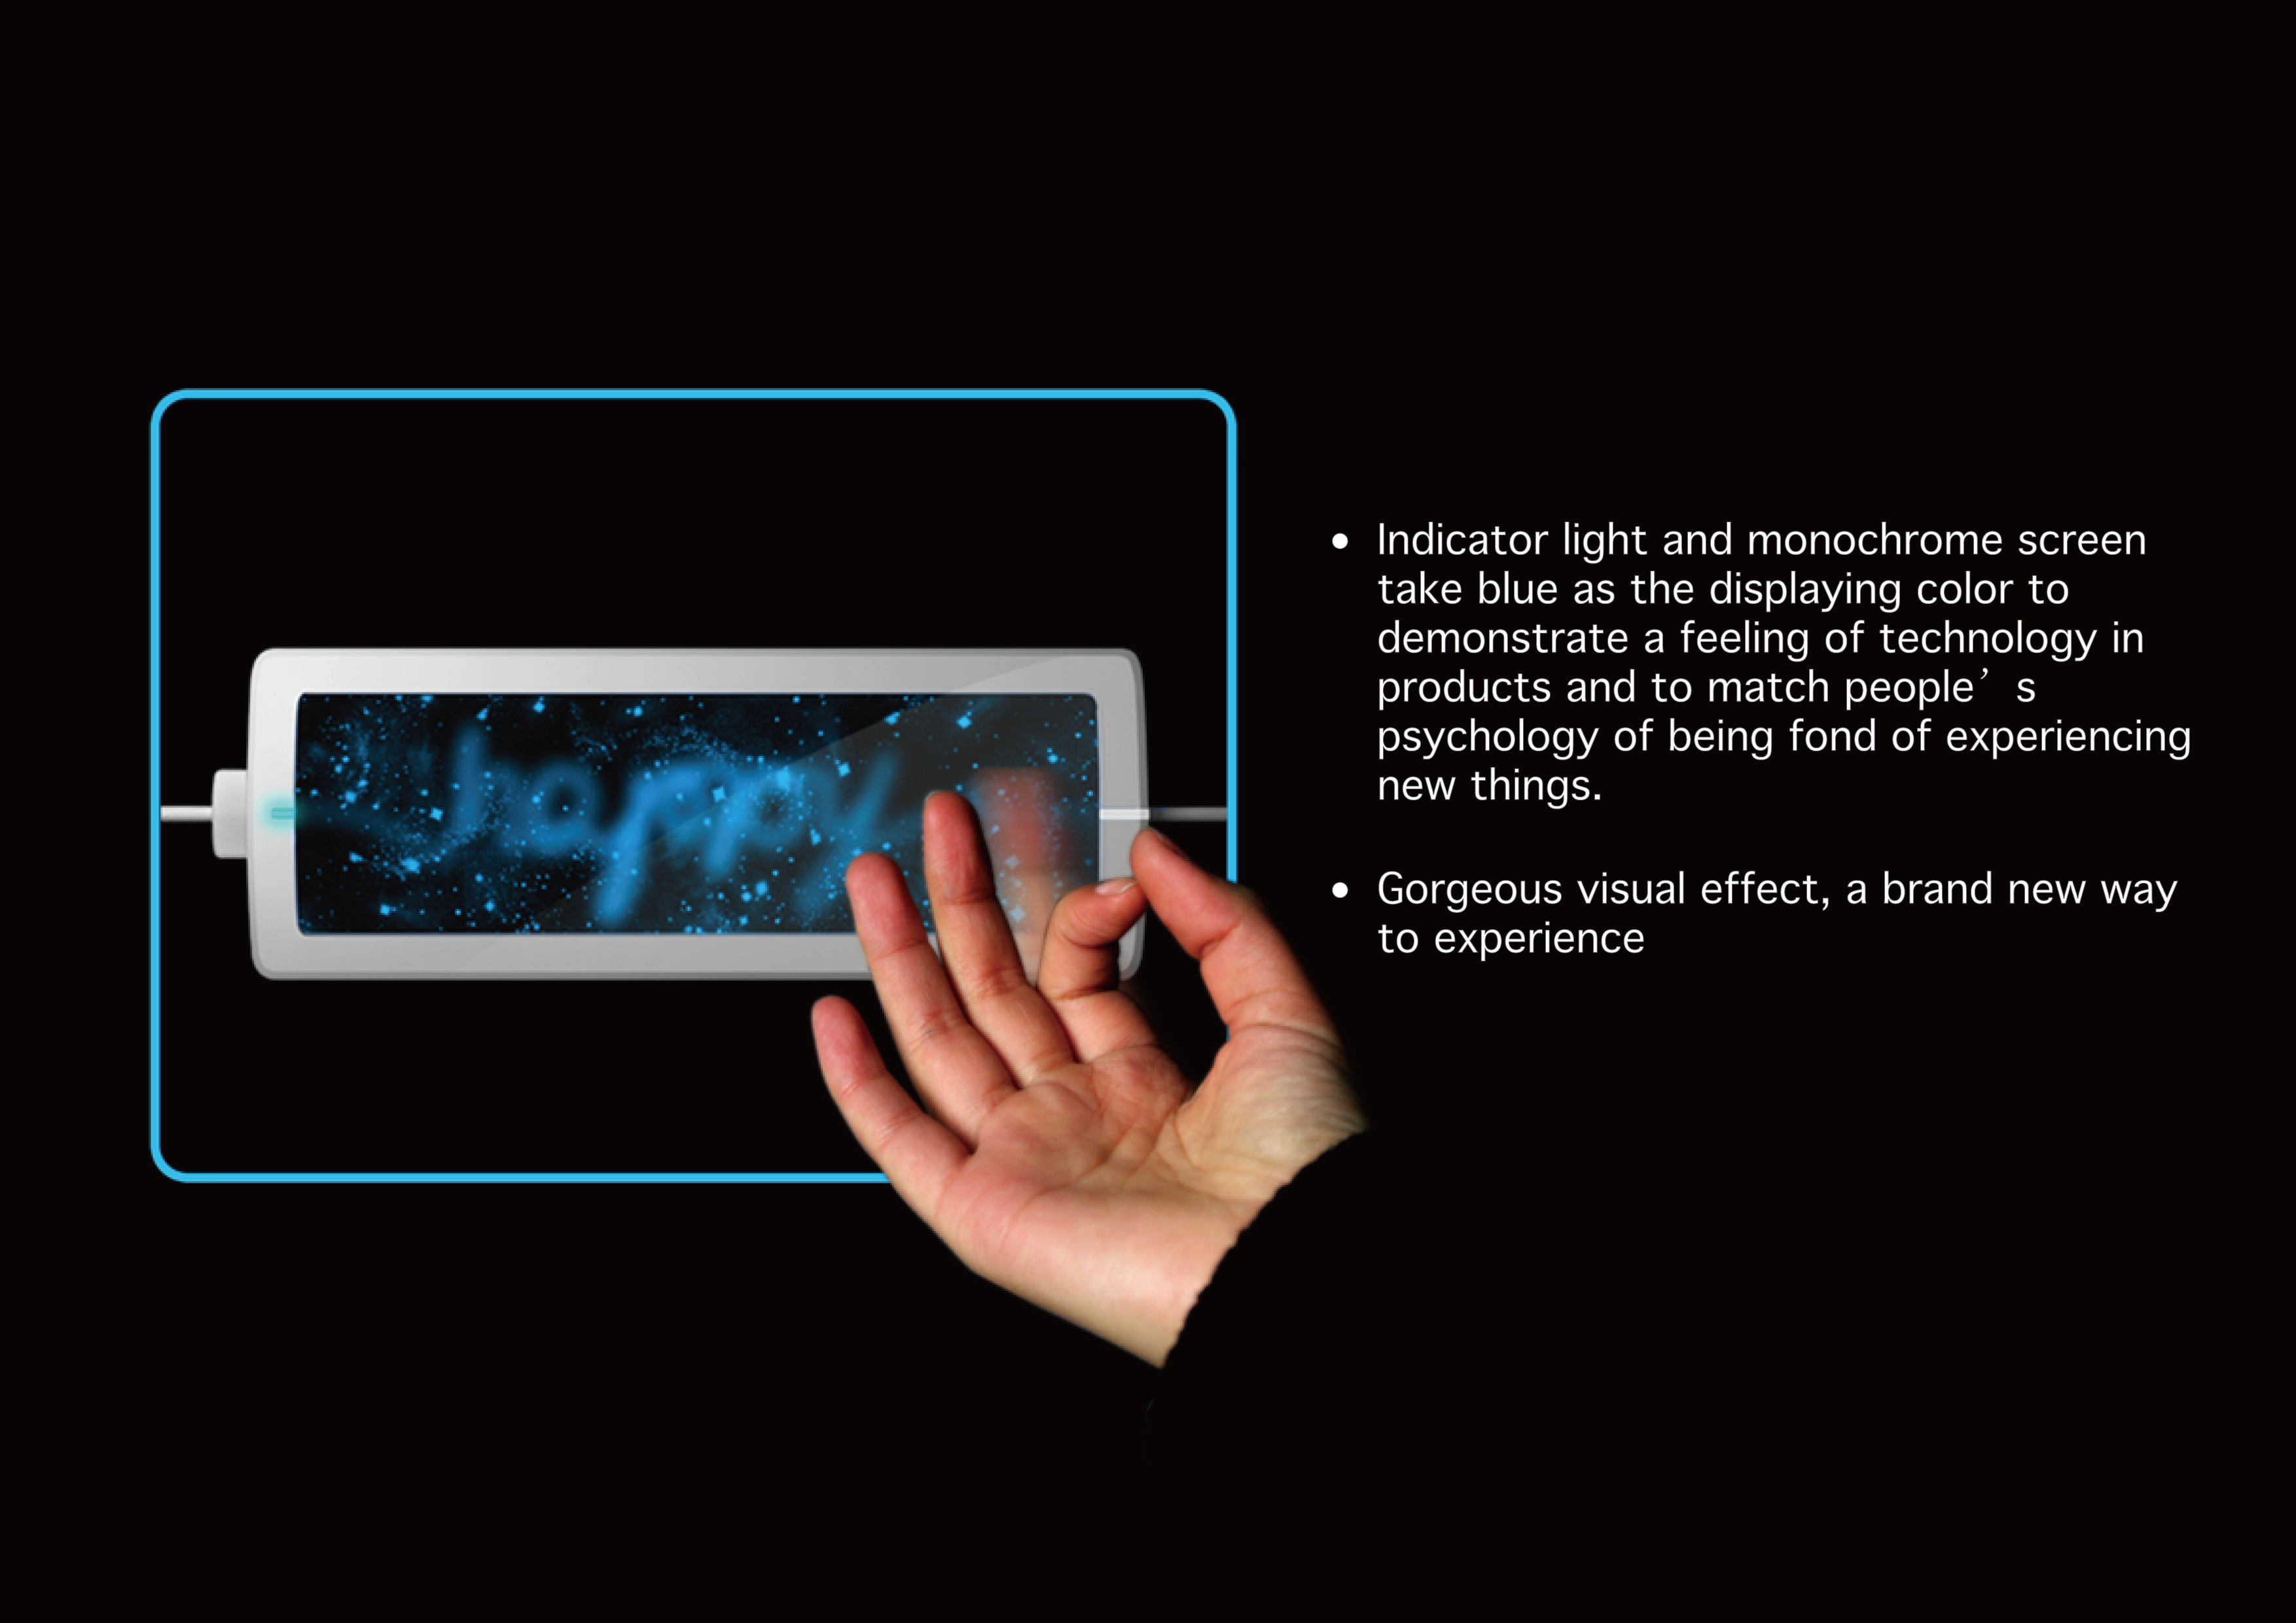 happy
• Indicator light and monochrome screen
take blue as the displaying color to
demonstrate a feeling of technology in
products and to match people’ s
psychology of being fond of experiencing
new things.
• Gorgeous visual effect, a brand new way
to experience